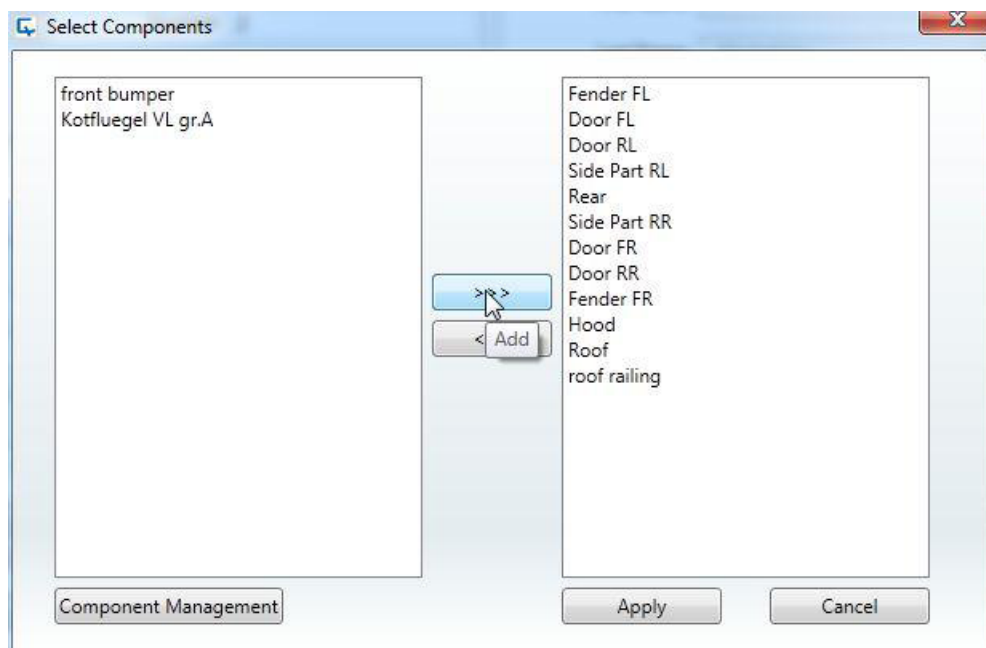 Select Components
front bumper
Kotfluegel VL gr.A
Fender FL
Door FL
Door RL
Side Part RL
Rear
Side Part RR
Door FR
Door RR
Fender FR
Hood
Roof
roof railing
>>>
<
Add
Component Management
Apply
Cancel